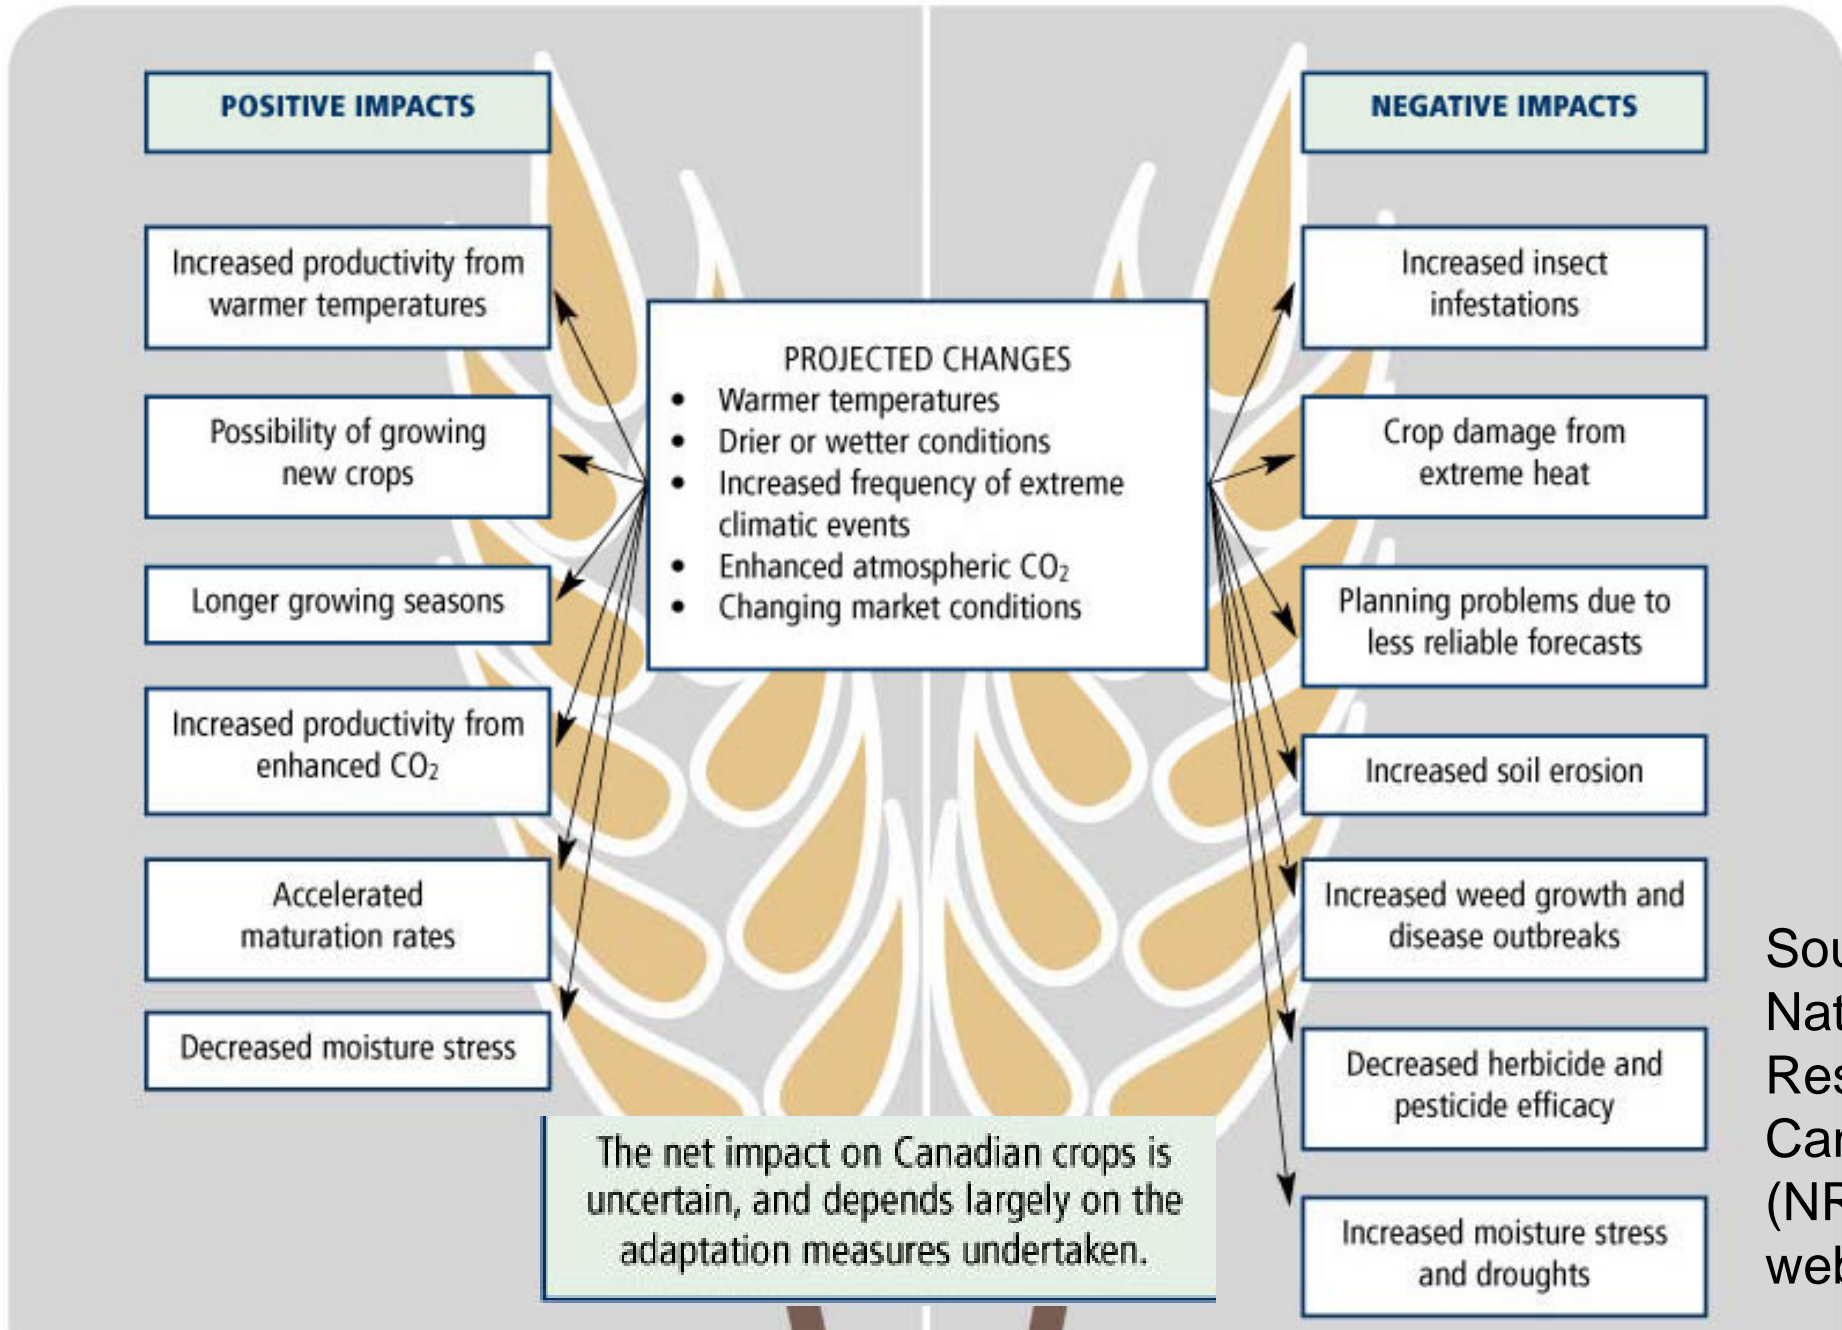 POSITIVE IMPACTS
Increased productivity from
warmer temperatures
Possibility of growing
new crops
Longer growing seasons
Increased productivity from
enhanced CO₂
Accelerated
maturation rates
Decreased moisture stress
PROJECTED CHANGES
• Warmer temperatures
• Drier or wetter conditions
• Increased frequency of extreme
climatic events
• Enhanced atmospheric CO₂
• Changing market conditions
NEGATIVE IMPACTS
Increased insect
infestations
Crop damage from
extreme heat
Planning problems due to
less reliable forecasts
Increased soil erosion
Increased weed growth and
disease outbreaks
Decreased herbicide and
pesticide efficacy
Increased moisture stress
and droughts
The net impact on Canadian crops is
uncertain, and depends largely on the
adaptation measures undertaken.